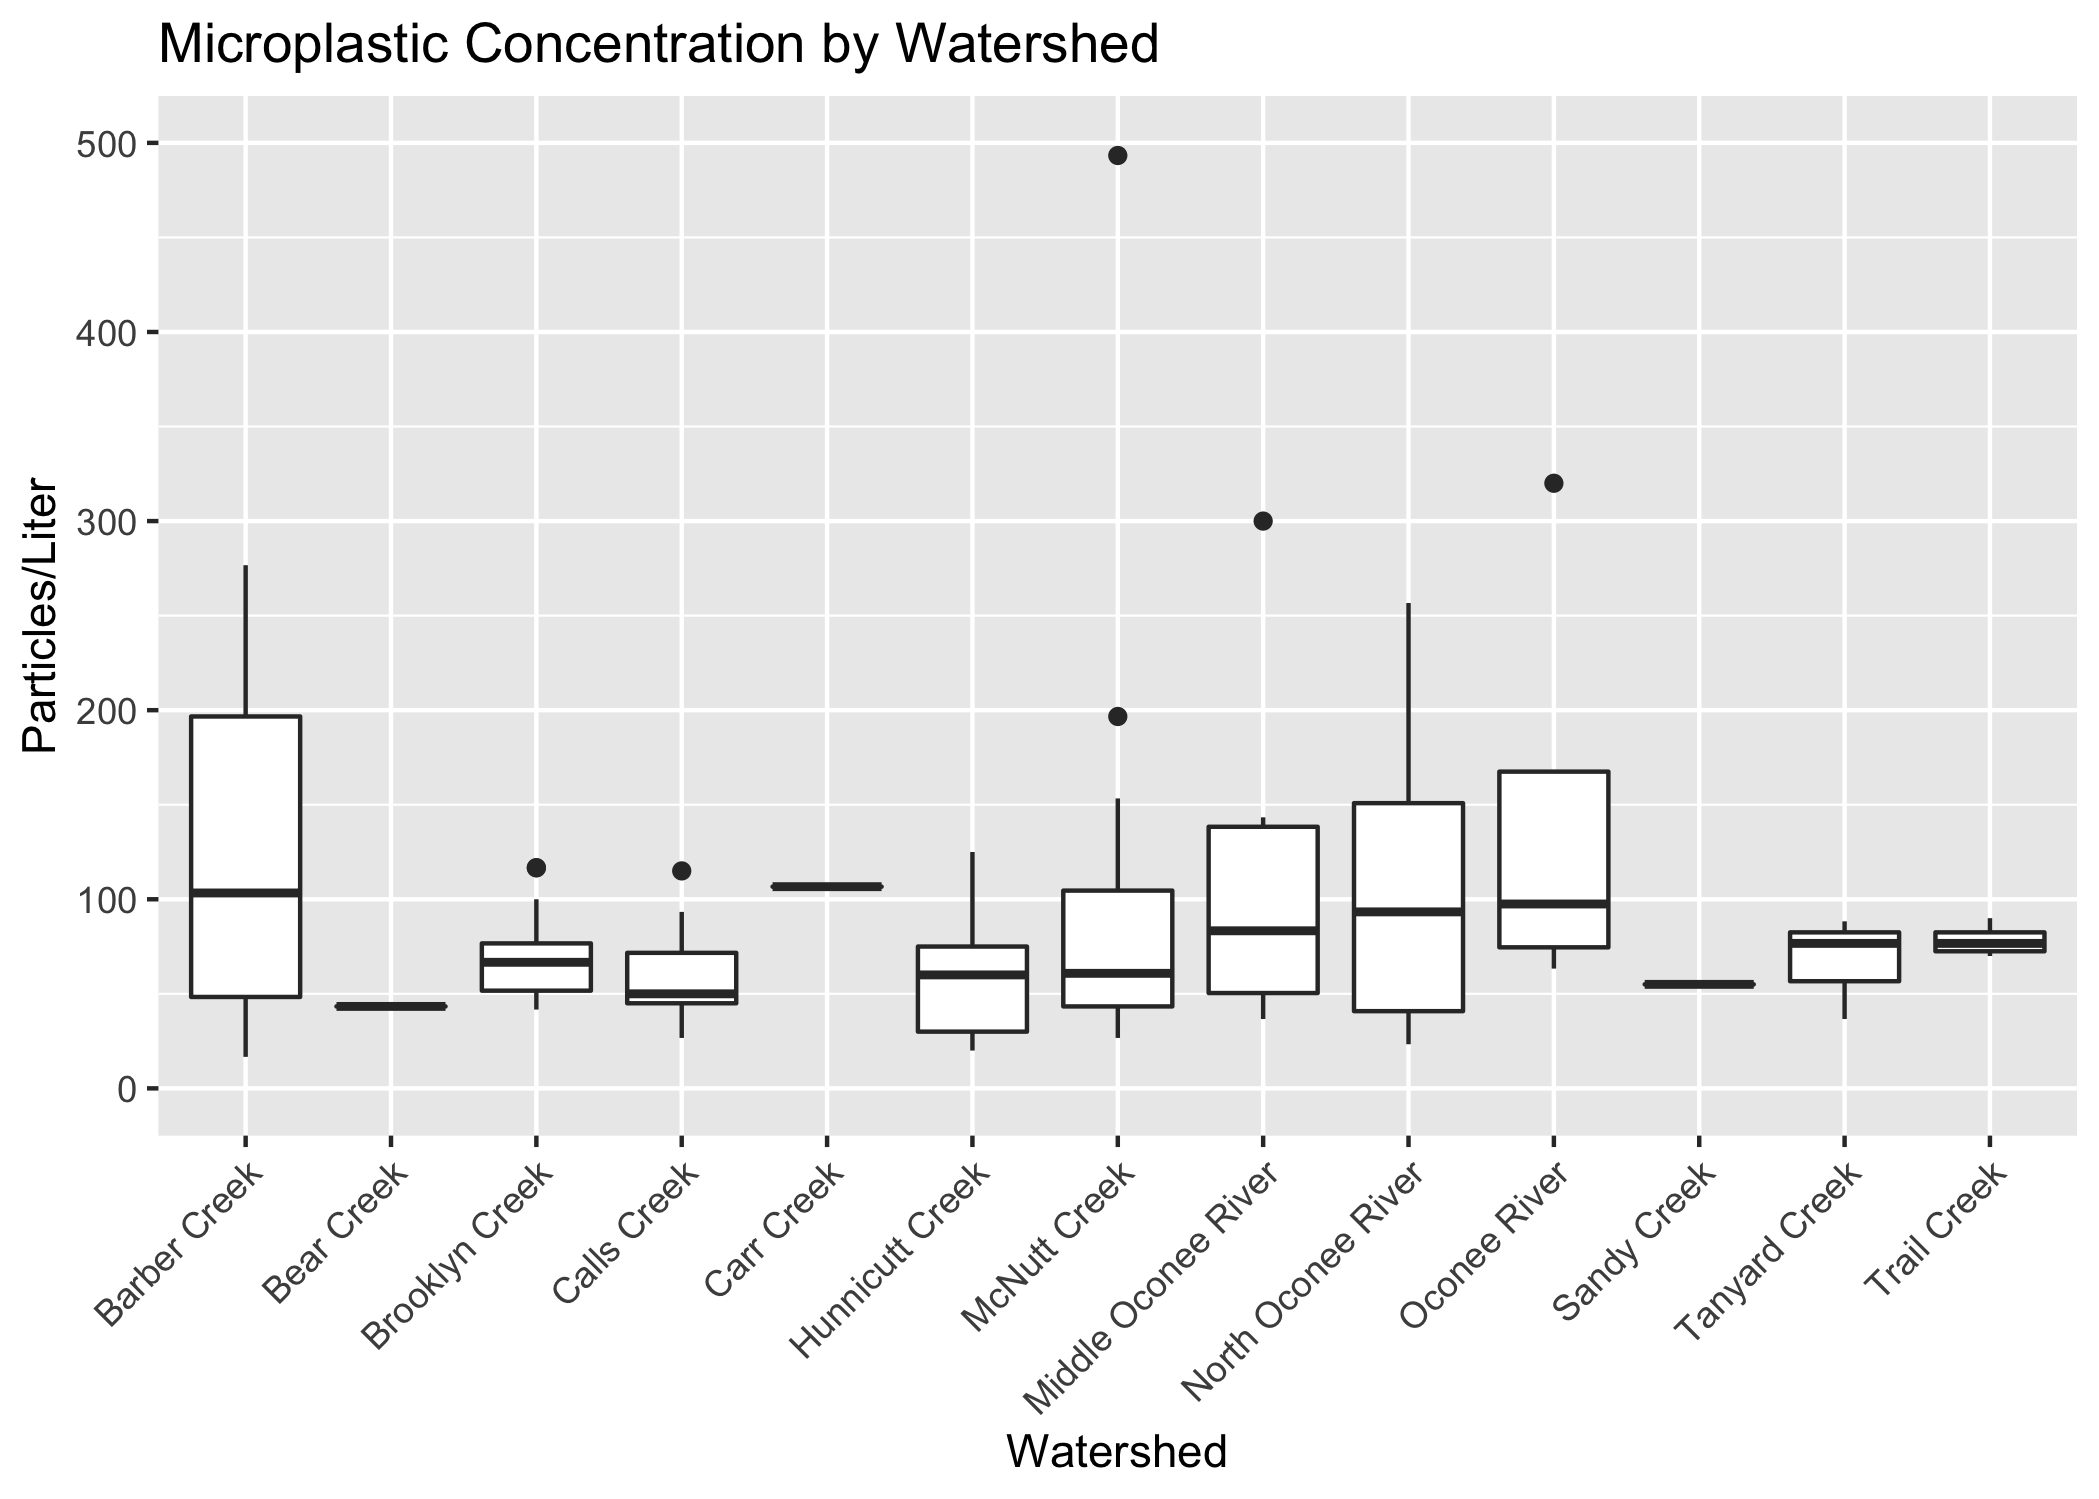 Microplastic Concentration by Watershed
Particles/Liter
500
400
300
200
100
0
Barber Creek
Bear Creek
Brooklyn Creek
Calls Creek
Carr Creek
Hunnicutt Creek
McNutt Creek
Middle Oconee River
North Oconee River
Oconee River
Sandy Creek
Tanyard Creek
Trail Creek
Watershed